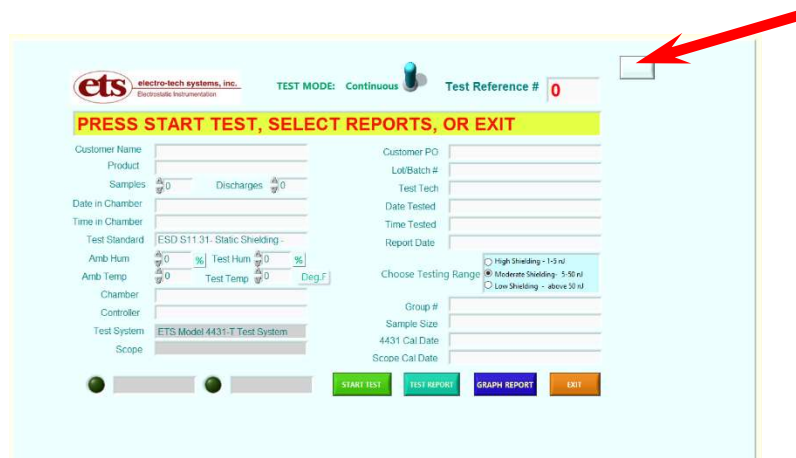 ets electro-tech systems, inc.
Electrostatic Instrumentation
TEST MODE: Continuous
Test Reference # 0
PRESS START TEST, SELECT REPORTS, OR EXIT
Customer Name
Product
Samples 0 Discharges 0
Date in Chamber
Time in Chamber
Test Standard ESD S11.31- Static Shielding -
Amb Hum 0 % Test Hum 0 %
Amb Temp 0 Test Temp 0 Deg.F
Chamber
Controller
Test System ETS Model 4431-T Test System
Scope
Customer PO
Lot/Batch #
Test Tech
Date Tested
Time Tested
Report Date
Choose Testing Range
High Shielding - 1-5 nJ
Moderate Shielding- 5-50 nJ
Low Shielding - above 50 nJ
Group #
Sample Size
4431 Cal Date
Scope Cal Date
START TEST TEST REPORT GRAPH REPORT EXIT